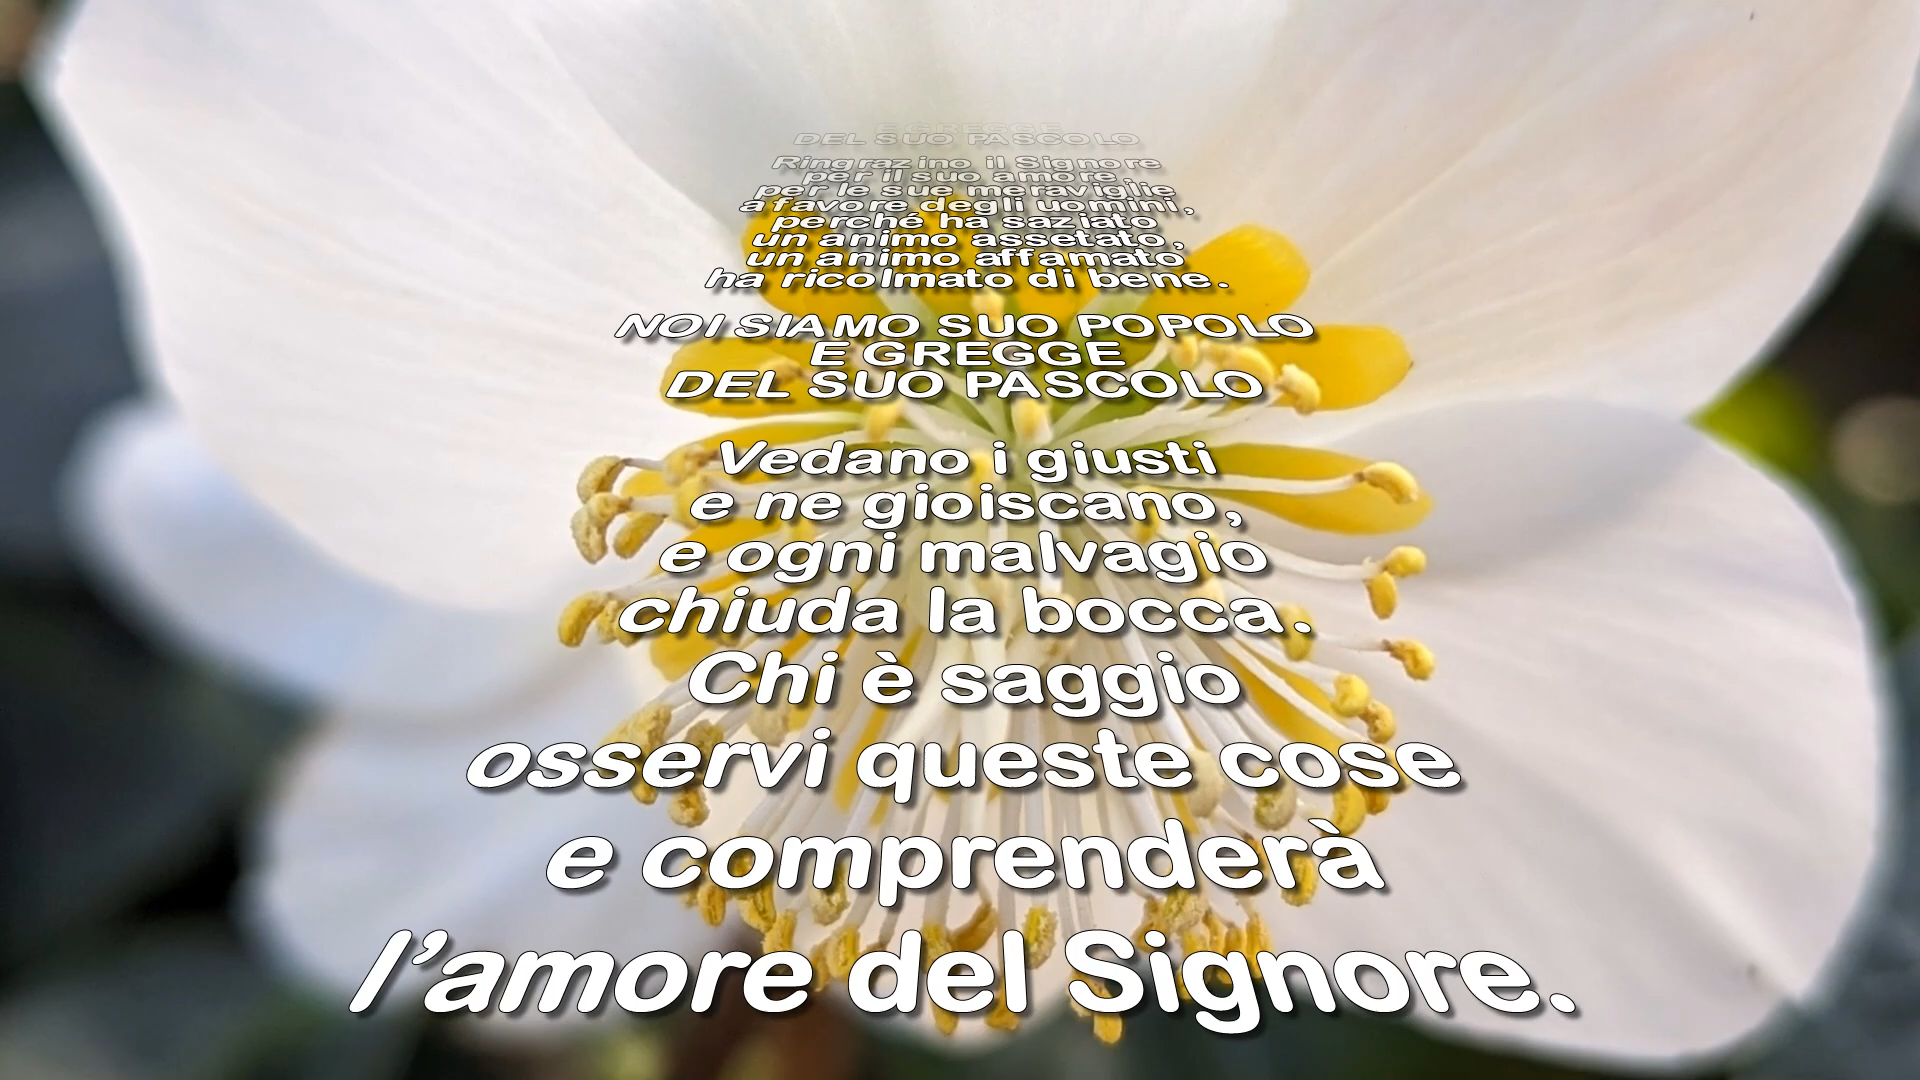 E GREGGE
DEL SUO PASCOLO
Ringrazino il Signore
per il suo amore,
per le sue meraviglie
a favore degli uomini,
perché ha saziato
un animo assetato,
un animo affamato
ha ricolmato di bene.
NOI SIAMO SUO POPOLO
E GREGGE
DEL SUO PASCOLO
Vedano i giusti
e ne gioiscano,
e ogni malvagio
chiuda la bocca.
Chi è saggio
osservi queste cose
e comprenderà
l’amore del Signore.